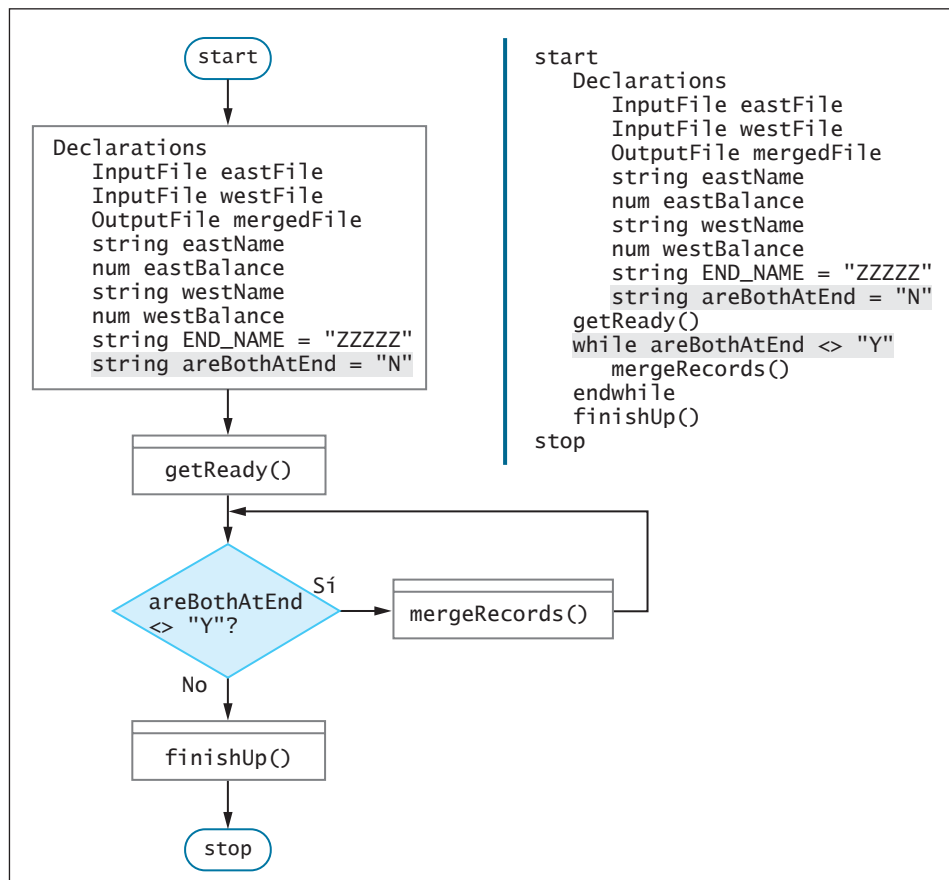 start
Declarations
InputFile eastFile
InputFile westFile
OutputFile mergedFile
string eastName
num eastBalance
string westName
num westBalance
string END_NAME = "ZZZZZ"
string areBothAtEnd = "N"
getReady()
areBothAtEnd
<> "Y"?
Sí
mergeRecords()
No
finishUp()
stop
start
Declarations
InputFile eastFile
InputFile westFile
OutputFile mergedFile
string eastName
num eastBalance
string westName
num westBalance
string END_NAME = "ZZZZZ"
string areBothAtEnd = "N"
getReady()
while areBothAtEnd <> "Y"
mergeRecords()
endwhile
finishUp()
stop